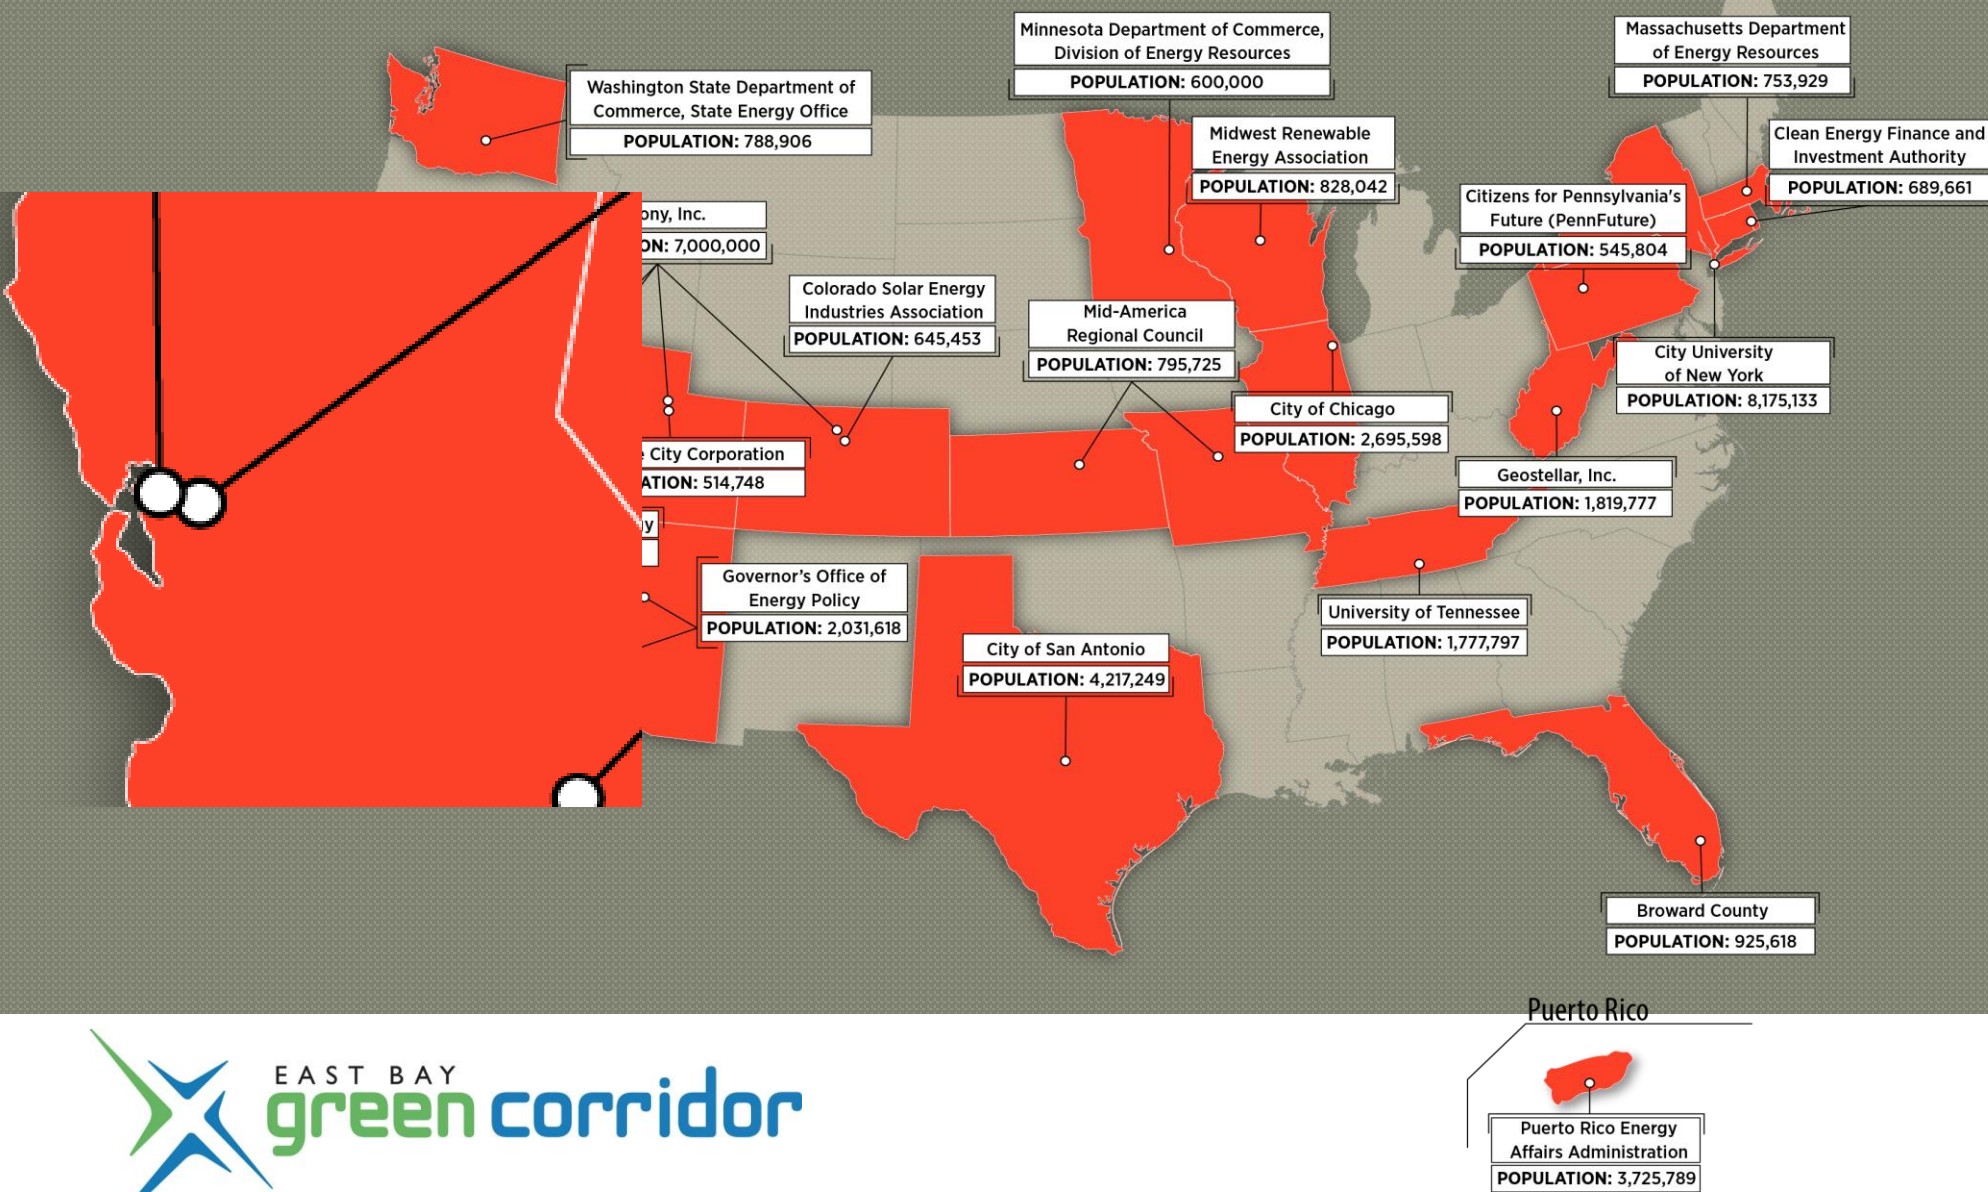 Minnesota Department of Commerce,
Division of Energy Resources
POPULATION: 600,000
Massachusetts Department
of Energy Resources
POPULATION: 753,929
Washington State Department of
Commerce, State Energy Office
POPULATION: 788,906
Midwest Renewable
Energy Association
POPULATION: 828,042
Clean Energy Finance and
Investment Authority
POPULATION: 689,661
Citizens for Pennsylvania's
Future (PennFuture)
POPULATION: 545,804
ony, Inc.
ON: 7,000,000
Colorado Solar Energy
Industries Association
POPULATION: 645,453
Mid-America
Regional Council
POPULATION: 795,725
City University
of New York
POPULATION: 8,175,133
City of Chicago
POPULATION: 2,695,598
City Corporation
ATION: 514,748
Geostellar, Inc.
POPULATION: 1,819,777
y
Governor's Office of
Energy Policy
POPULATION: 2,031,618
University of Tennessee
POPULATION: 1,777,797
City of San Antonio
POPULATION: 4,217,249
Broward County
POPULATION: 925,618
Puerto Rico
EAST BAY
green corridor
Puerto Rico Energy
Affairs Administration
POPULATION: 3,725,789